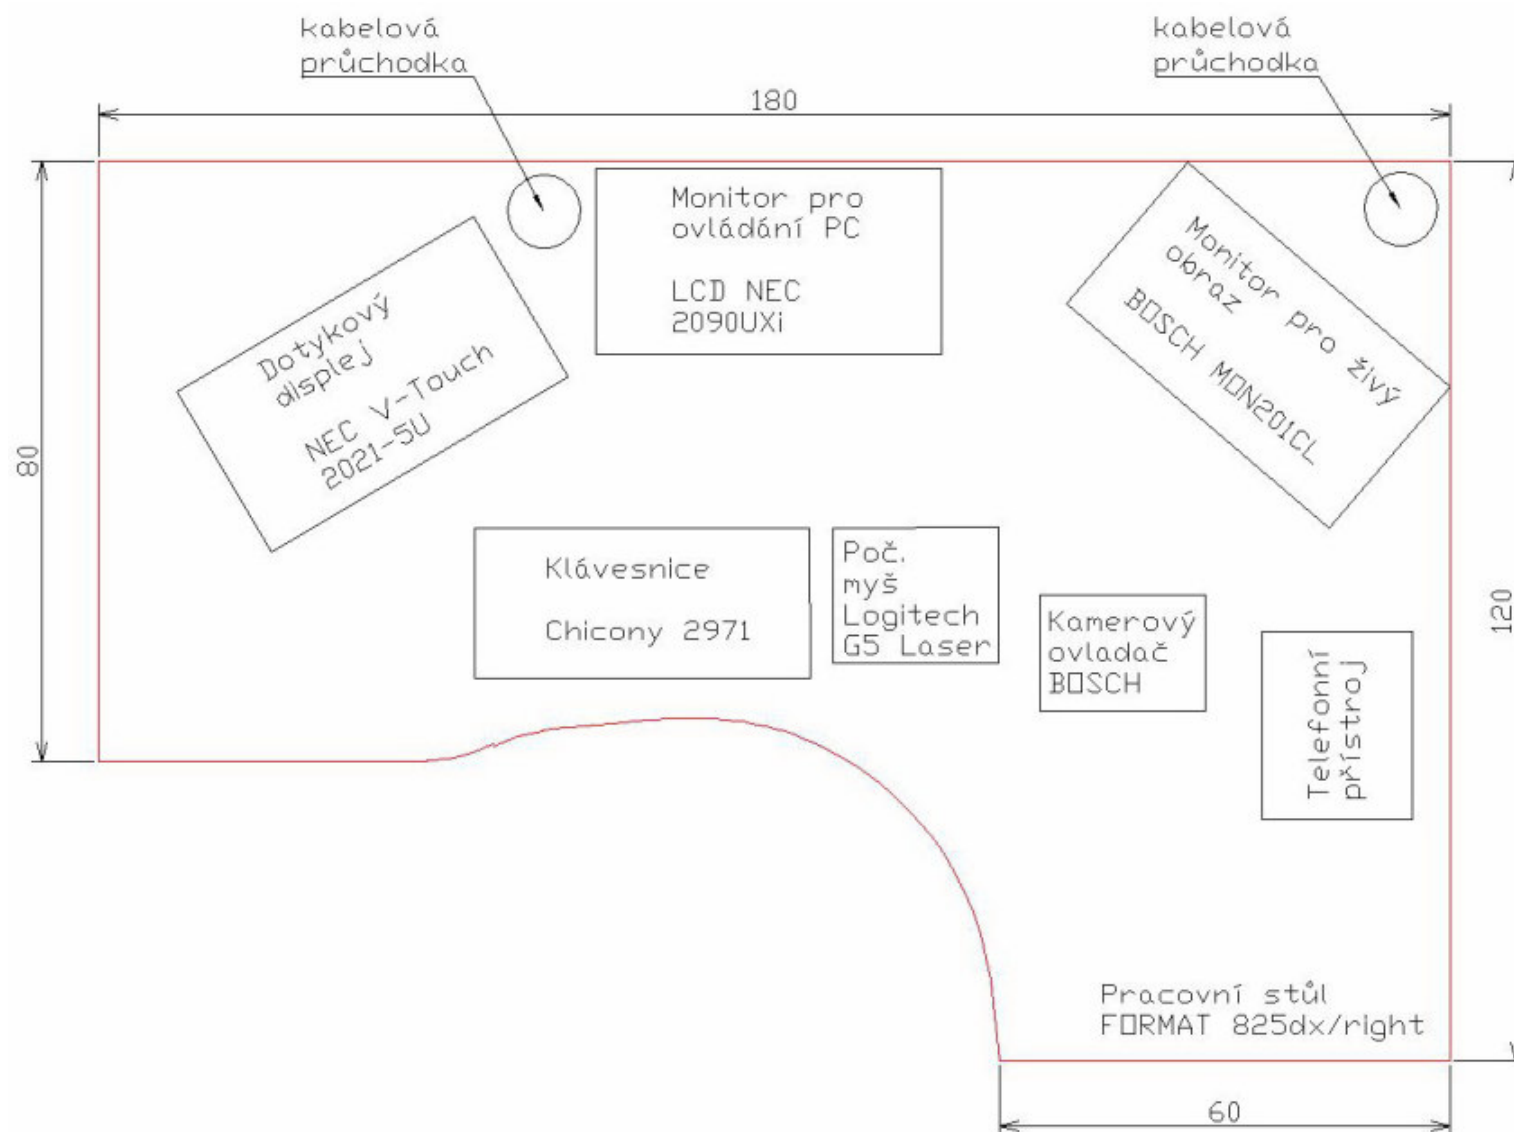 kabelová
průchodka
kabelová
průchodka
180
Monitor pro
ovládání PC
LCD NEC
2090UXi
Monitor pro živý
obraz
BOSCH MON201CL
Dotykový
displej
NEC V-Touch
2021-5U
80
Klávesnice
Chicony 2971
Poč.
myš
Logitech
G5 Laser
Kamerový
ovladač
BOSCH
Telefonní
přístroj
120
Pracovní stůl
FORMAT 825dx/right
60